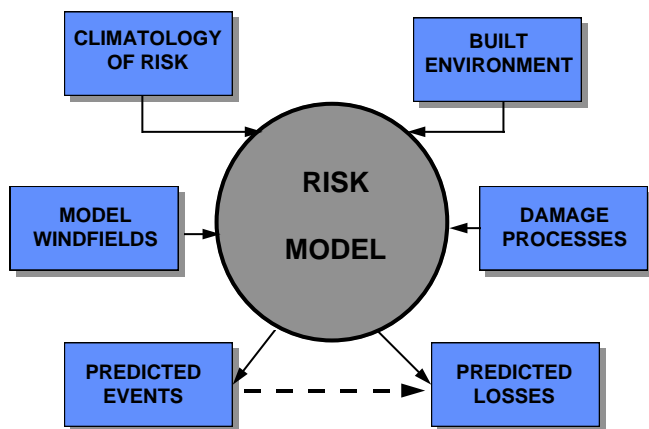 CLIMATOLOGY
OF RISK
BUILT
ENVIRONMENT
RISK
MODEL
MODEL
WINDFIELDS
DAMAGE
PROCESSES
PREDICTED
EVENTS
PREDICTED
LOSSES